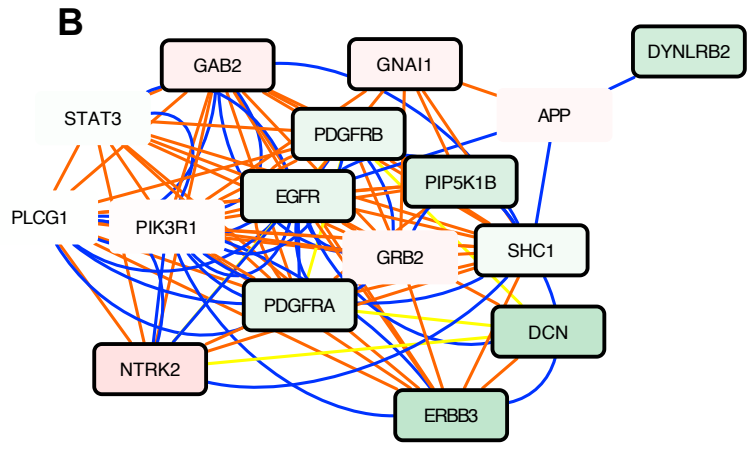 B
DYNLRB2
GAB2
GNAI1
STAT3
APP
PDGFRB
PIP5K1B
EGFR
PLCG1
PIK3R1
GRB2
SHC1
PDGFRA
DCN
NTRK2
ERBB3